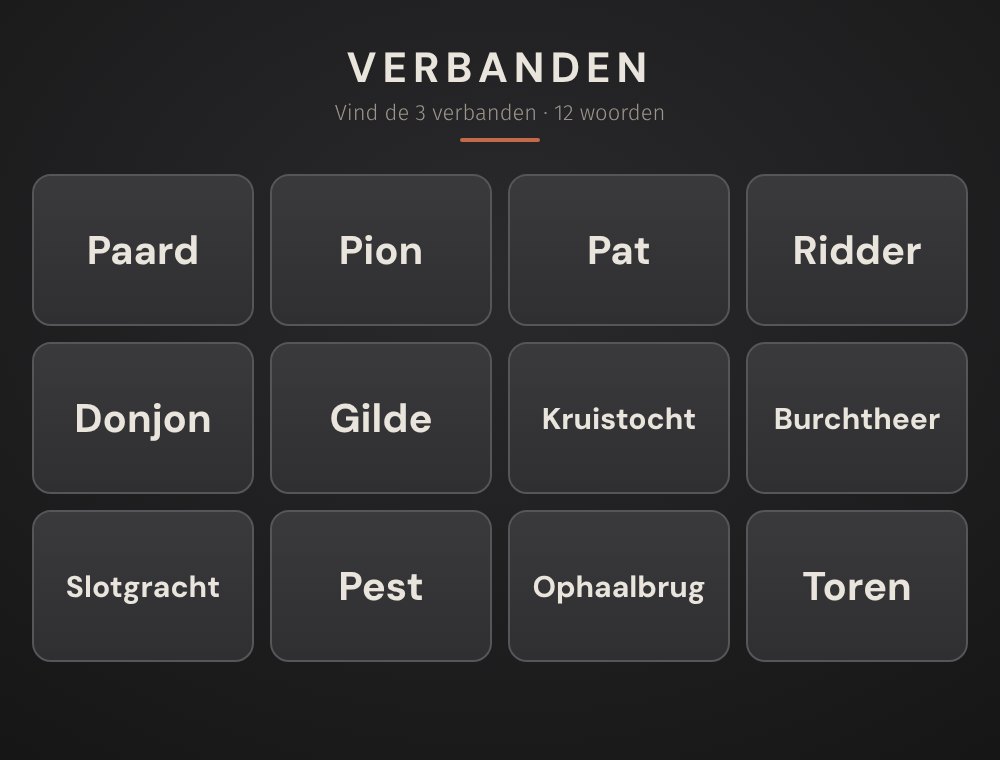 VERBANDEN
Vind de 3 verbanden · 12 woorden
Paard Pion Pat Ridder
Donjon Gilde Kruistocht Burchtheer
Slotgracht Pest Ophaalbrug Toren